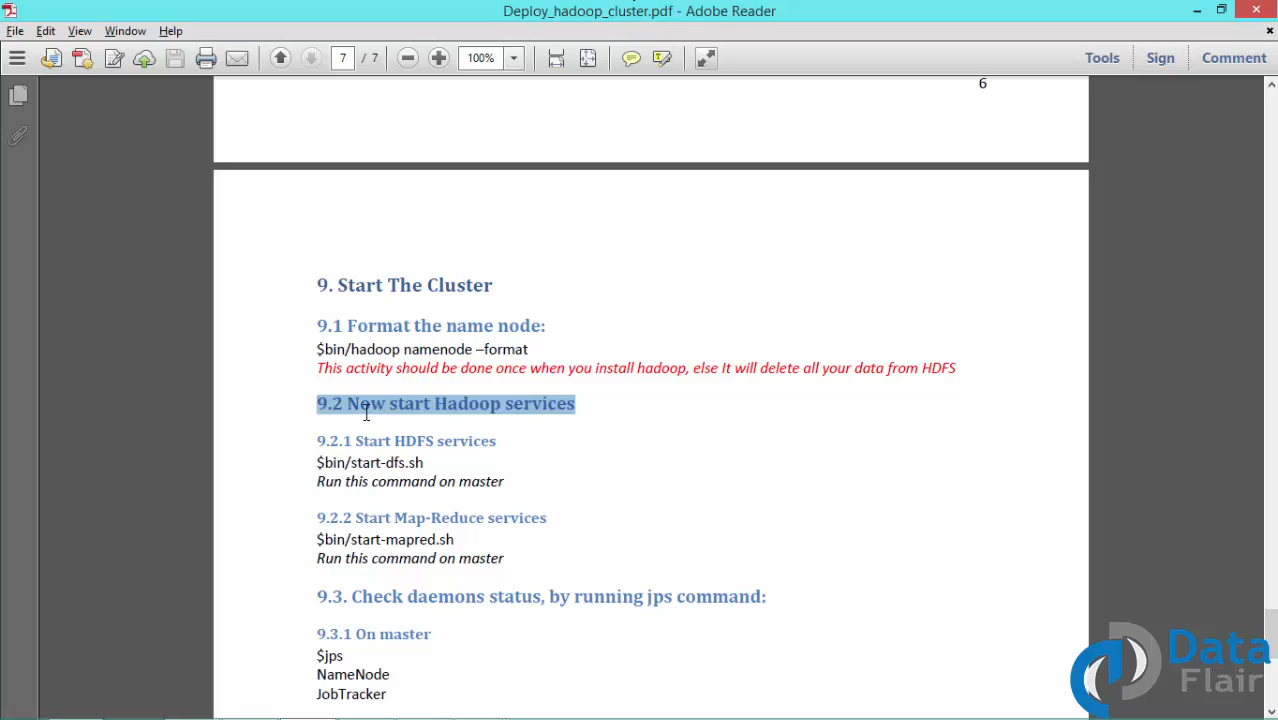 Deploy_hadoop_cluster.pdf - Adobe Reader
File Edit View Window Help
7 / 7 100% Tools Sign Comment
6
9. Start The Cluster
9.1 Format the name node:
$bin/hadoop namenode –format
This activity should be done once when you install hadoop, else It will delete all your data from HDFS
9.2 Now start Hadoop services
9.2.1 Start HDFS services
$bin/start-dfs.sh
Run this command on master
9.2.2 Start Map-Reduce services
$bin/start-mapred.sh
Run this command on master
9.3. Check daemons status, by running jps command:
9.3.1 On master
$jps
NameNode
JobTracker
Data
Flair